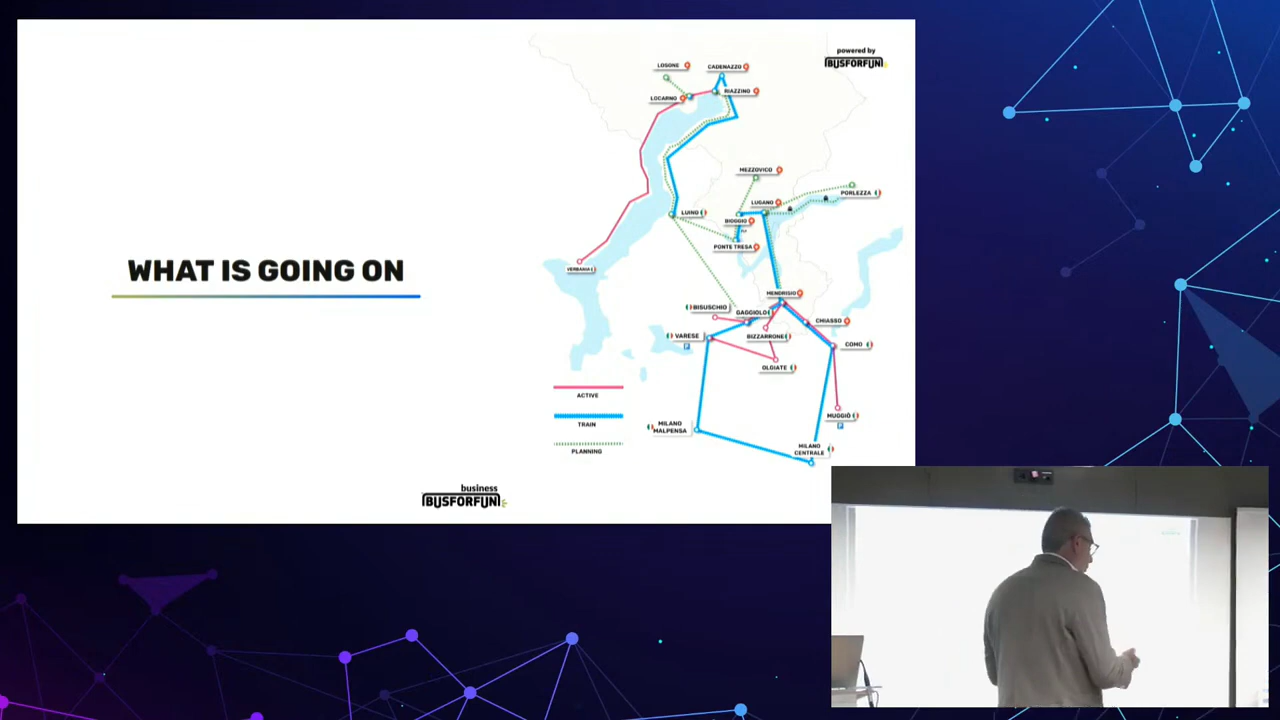 powered by
BUSFORFUN
LOSONE
CADENAZZO
LOCARNO
RIAZZINO
MEZZOVICO
PORLEZZA
LUGANO
LUINO
BIOGGIO
PONTE TRESA
WHAT IS GOING ON
VERBANIA
MENDRISIO
BISUSCHIO
GAGGIOLO
CHIASSO
VARESE
BIZZARRONE
COMO
P
OLGIATE
ACTIVE
MUGGIÒ
TRAIN
P
MILANO
MALPENSA
PLANNING
MILANO
CENTRALE
business
BUSFORFUN